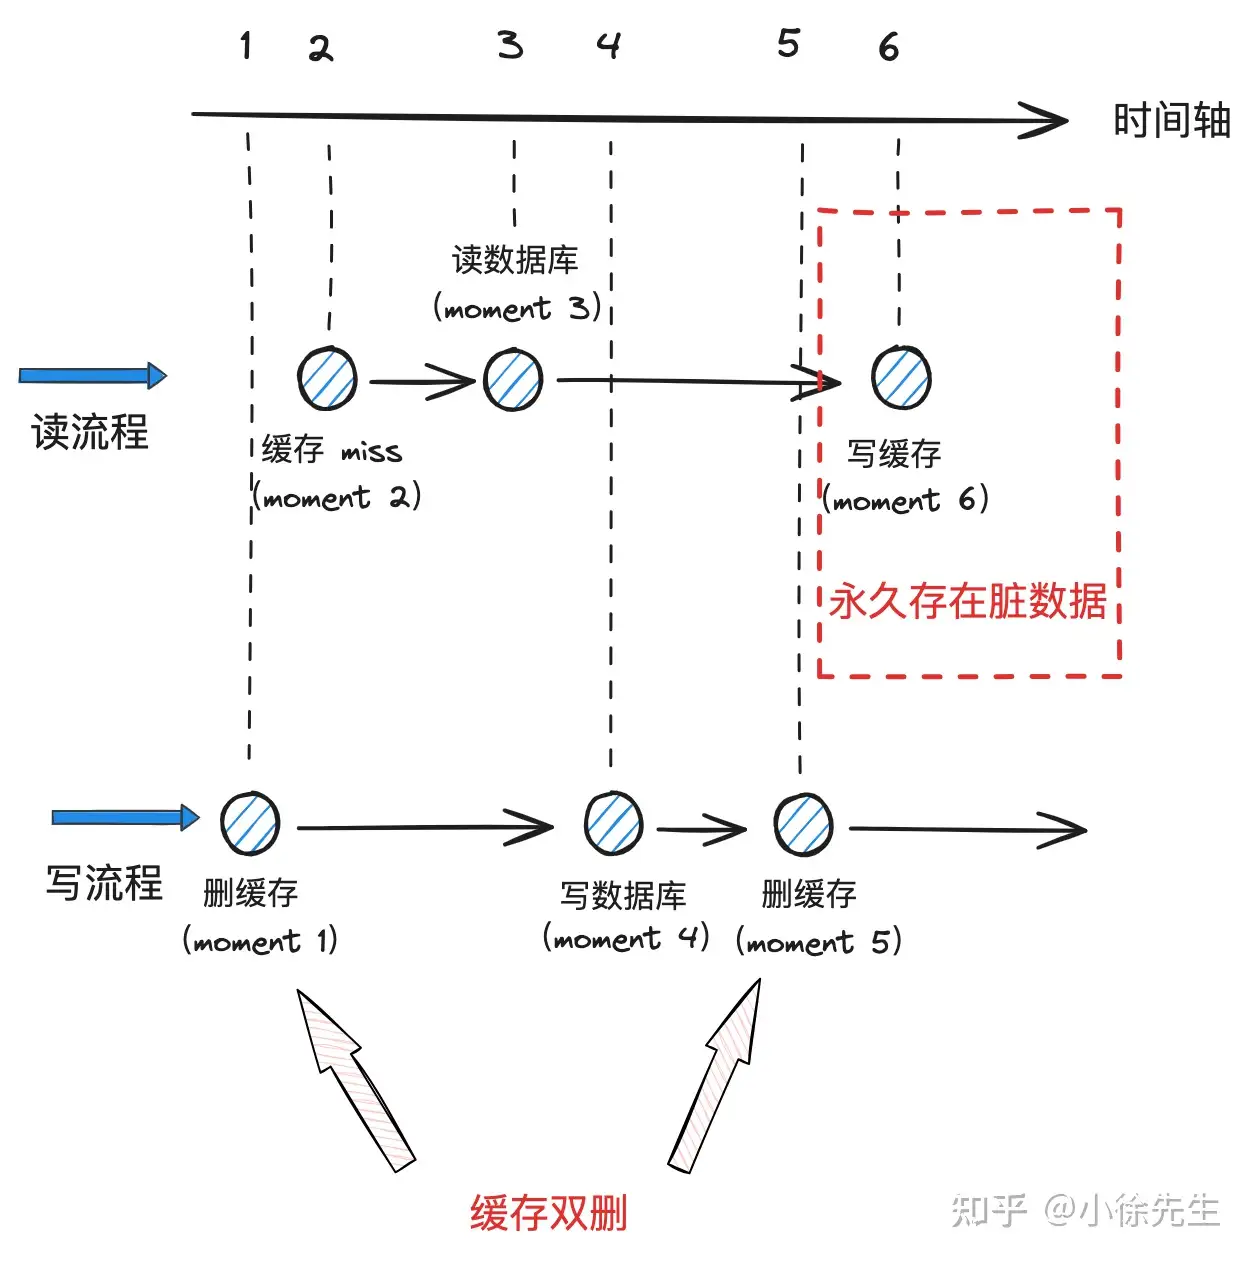 1 2 3 4 5 6
时间轴
读数据库
(moment 3)
读流程
缓存 miss
(moment 2)
写缓存
(moment 6)
永久存在脏数据
写流程
删缓存
(moment 1)
写数据库
(moment 4)
删缓存
(moment 5)
缓存双删
知乎 @小徐先生